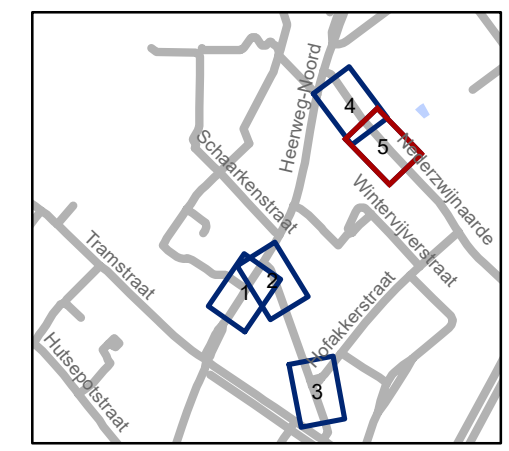 Heerweg-Noord
4
5
Nederzwijnaarde
Schaarkenstraat
Wintervijverstraat
Tramstraat
1
2
Hofakkerstraat
Hutsepotstraat
3